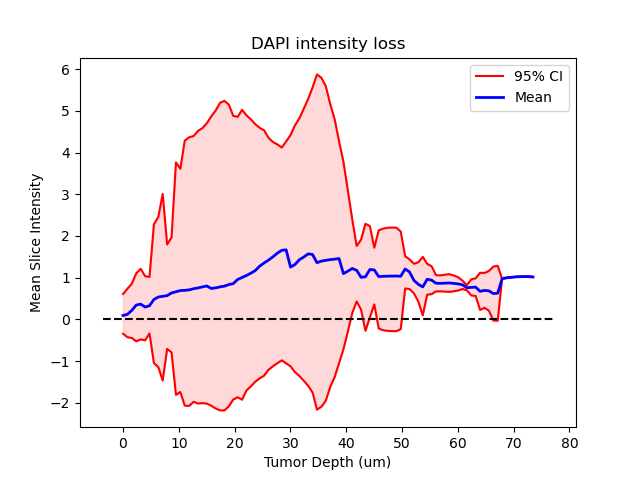 DAPI intensity loss
95% CI
Mean
Mean Slice Intensity
6
5
4
3
2
1
0
−1
−2
0 10 20 30 40 50 60 70 80
Tumor Depth (um)